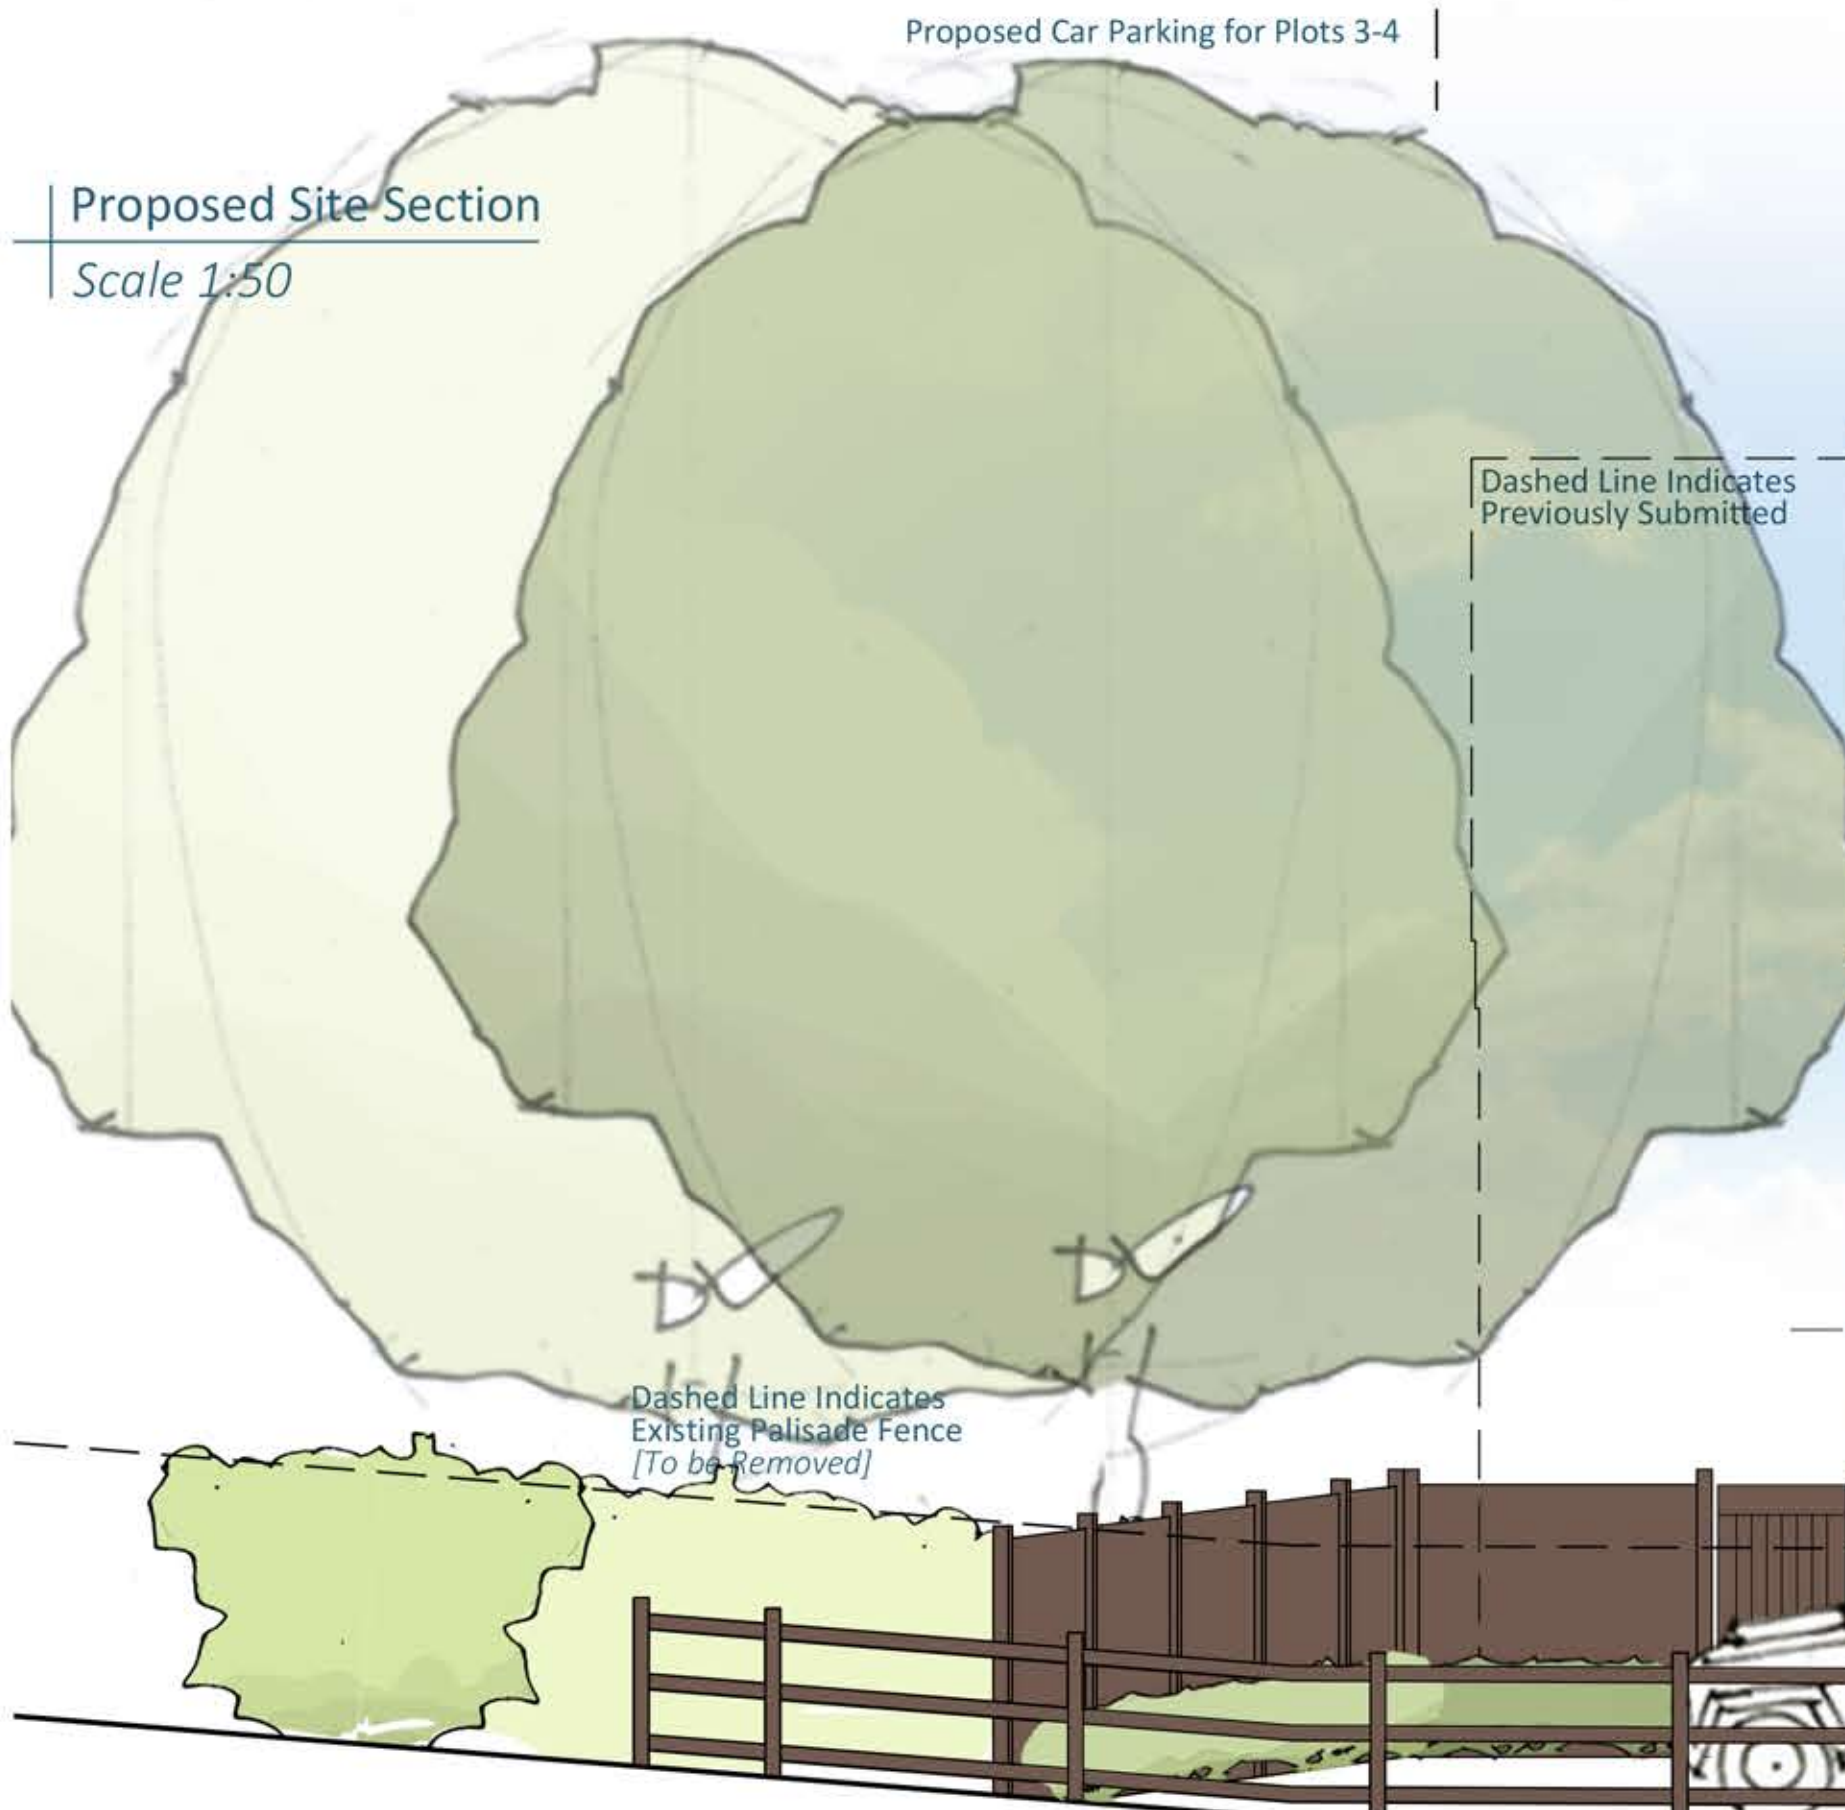 Proposed Car Parking for Plots 3-4
Proposed Site Section
Scale 1:50
Dashed Line Indicates
Previously Submitted
Dashed Line Indicates
Existing Palisade Fence
[To be Removed]